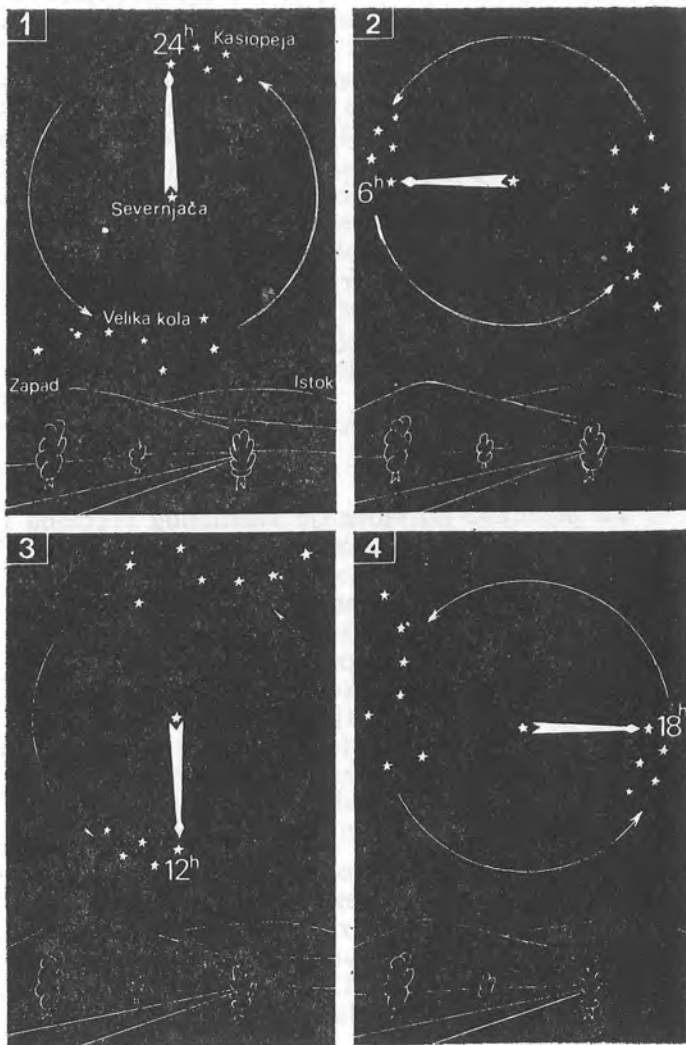 1
24h
Kasiopeja
Severnjača
Velika kola
Zapad
Istok
2
6h
3
12h
4
18h